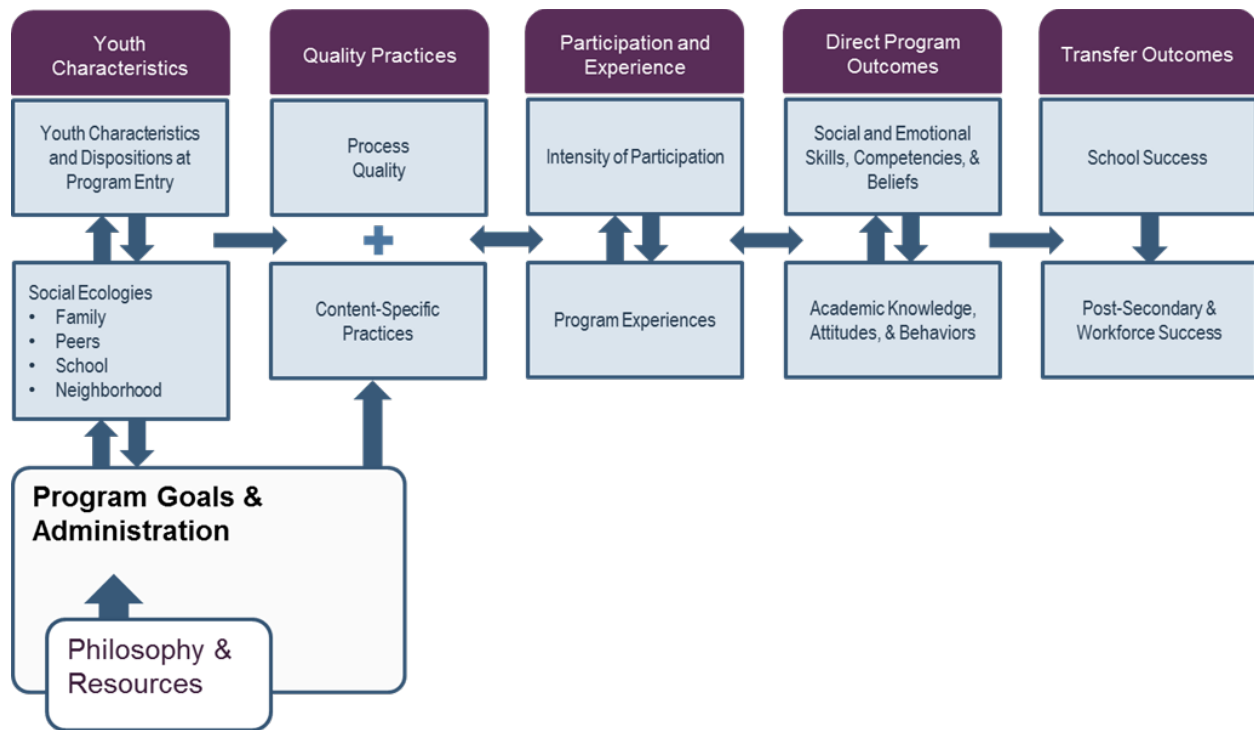 Youth
Characteristics
Quality Practices
Participation and
Experience
Direct Program
Outcomes
Transfer Outcomes
Youth Characteristics
and Dispositions at
Program Entry
Process
Quality
Intensity of Participation
Social and Emotional
Skills, Competencies, &
Beliefs
School Success
Social Ecologies
• Family
• Peers
• School
• Neighborhood
Content-Specific
Practices
Program Experiences
Academic Knowledge,
Attitudes, & Behaviors
Post-Secondary &
Workforce Success
Program Goals &
Administration
Philosophy &
Resources